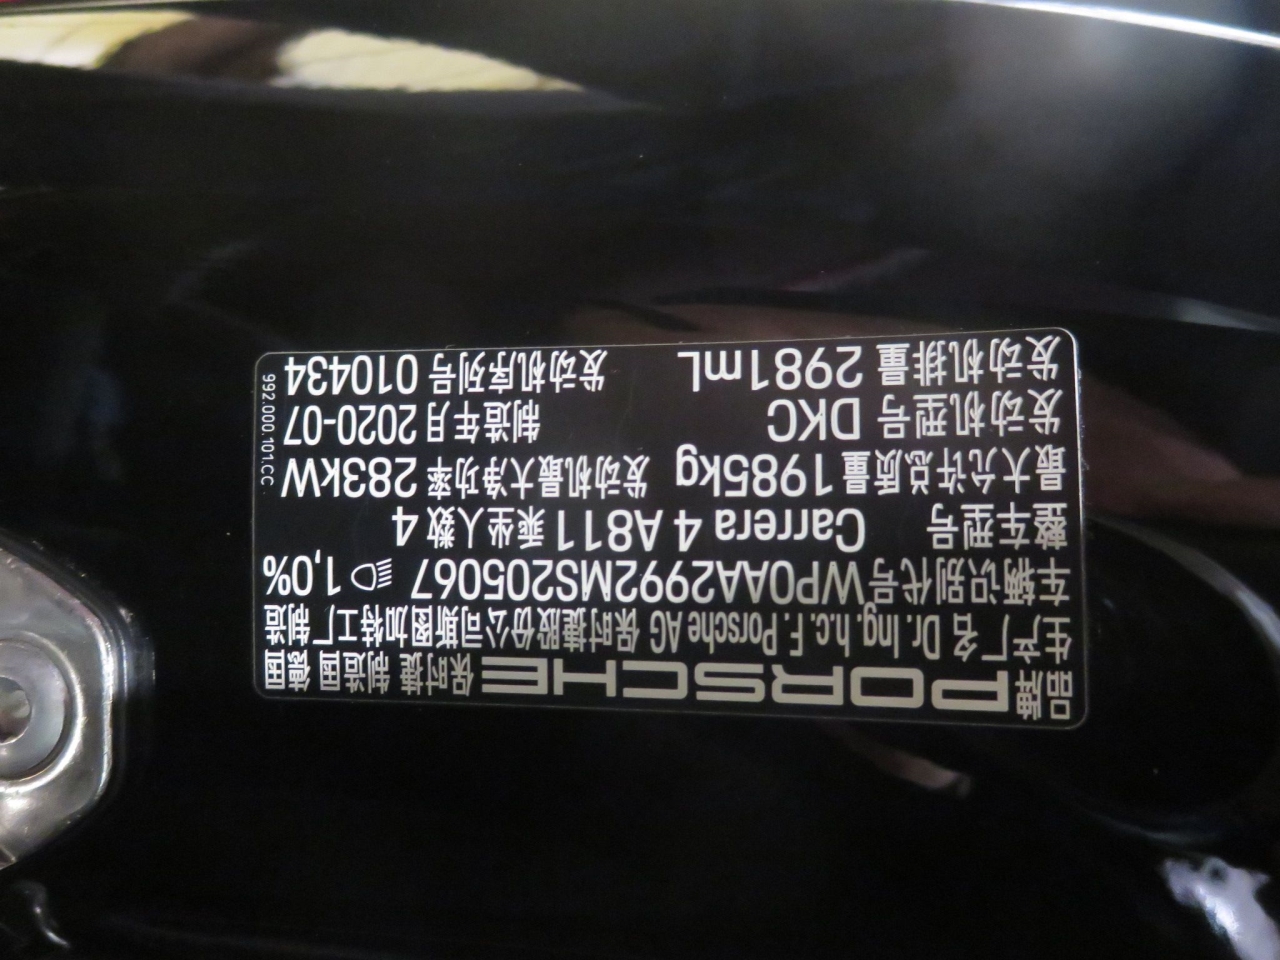 品牌 PORSCHE 保时捷 制造国 德国
生产厂名 Dr. Ing. h.c. F. Porsche AG 保时捷股份公司斯图加特工厂制造
车辆识别代号 WP0AA2992MS205067 1,0%
整车型号 Carrera 4 A811 乘坐人数 4
最大允许总质量 1985kg 发动机最大净功率 283kW
发动机型号 DKC 制造年月 2020-07
发动机排量 2981mL 发动机序列号 010434
992.000.101.CC